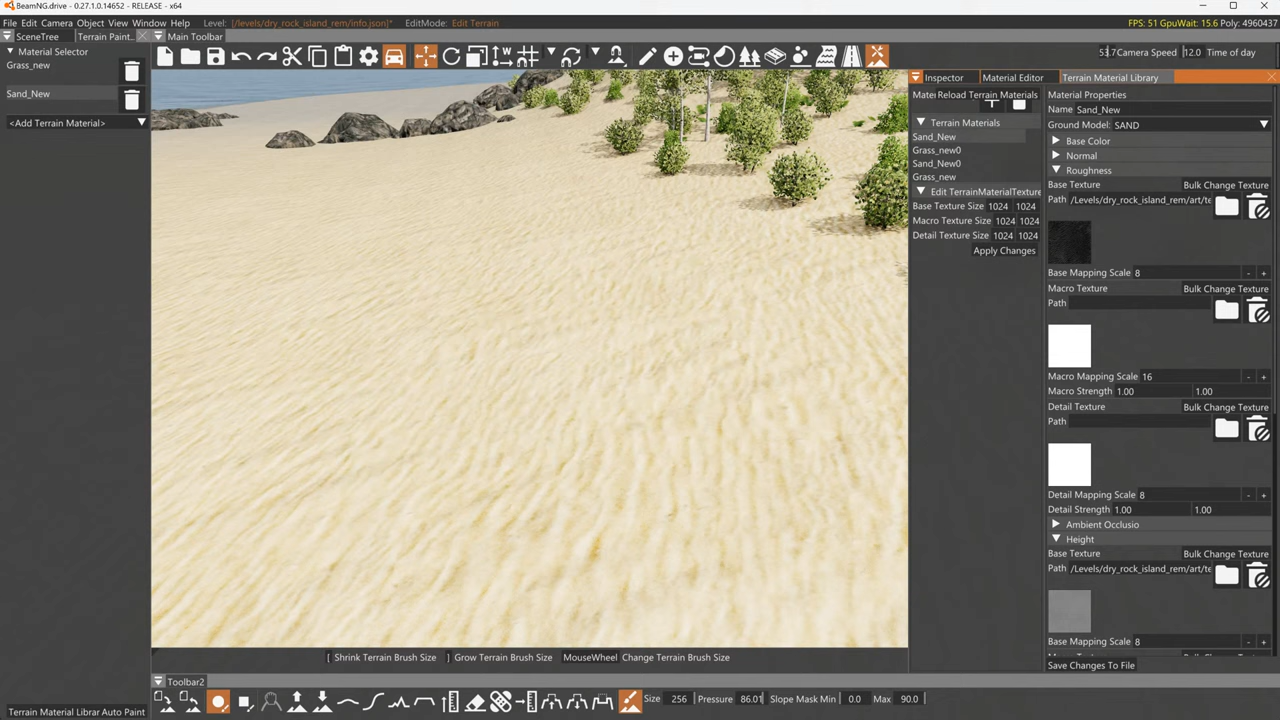 BeamNG.drive - 0.27.1.0.14652 - RELEASE - x64
File Edit Camera Object View Window Help Level: [/levels/dry_rock_island_rem/info.json]* EditMode: Edit Terrain FPS: 51 GpuWait: 15.6 Poly: 4960437
SceneTree Terrain Paint.. Main Toolbar
Material Selector
Grass_new
Sand_New
<Add Terrain Material>
53.7 Camera Speed 12.0 Time of day
Inspector Material Editor Terrain Material Library
Reload Terrain Materials
Terrain Materials
Sand_New
Grass_new0
Sand_New0
Grass_new
Edit TerrainMaterialTexture
Base Texture Size 1024 1024
Macro Texture Size 1024 1024
Detail Texture Size 1024 1024
Apply Changes
Material Properties
Name Sand_New
Ground Model: SAND
Base Color
Normal
Roughness
Base Texture Bulk Change Texture
Path /Levels/dry_rock_island_rem/art/te
Base Mapping Scale 8 - +
Macro Texture Bulk Change Texture
Path
Macro Mapping Scale 16 - +
Macro Strength 1.00 1.00
Detail Texture Bulk Change Texture
Path
Detail Mapping Scale 8 - +
Detail Strength 1.00 1.00
Ambient Occlusio
Height
Base Texture Bulk Change Texture
Path /Levels/dry_rock_island_rem/art/te
Base Mapping Scale 8 - +
Save Changes To File
[ Shrink Terrain Brush Size ] Grow Terrain Brush Size MouseWheel Change Terrain Brush Size
Toolbar2
Size 256 Pressure 86.01 Slope Mask Min 0.0 Max 90.0
Terrain Material Librar Auto Paint